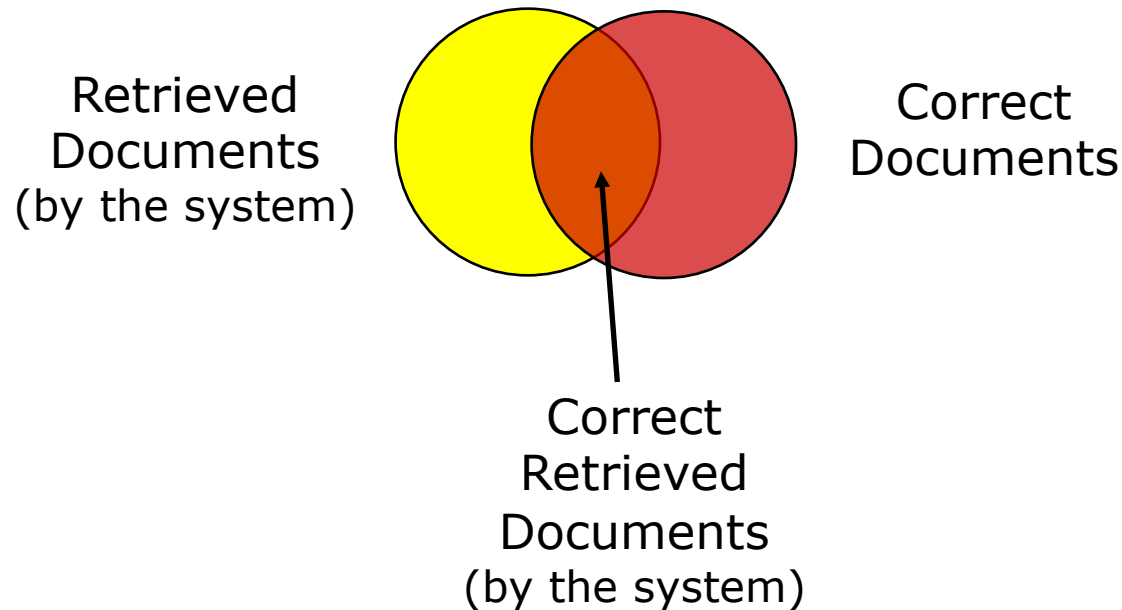 Retrieved
Documents
(by the system)
Correct
Documents
Correct
Retrieved
Documents
(by the system)